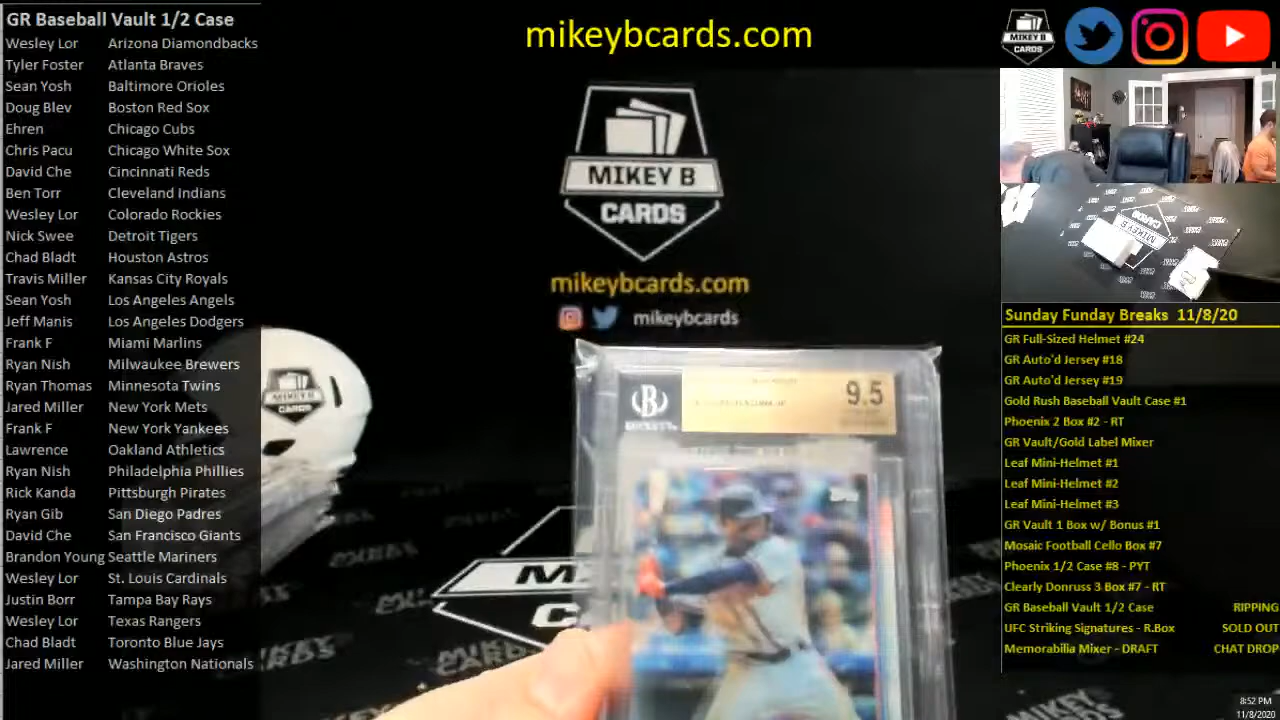 GR Baseball Vault 1/2 Case
Wesley Lor Arizona Diamondbacks
Tyler Foster Atlanta Braves
Sean Yosh Baltimore Orioles
Doug Blev Boston Red Sox
Ehren Chicago Cubs
Chris Pacu Chicago White Sox
David Che Cincinnati Reds
Ben Torr Cleveland Indians
Wesley Lor Colorado Rockies
Nick Swee Detroit Tigers
Chad Bladt Houston Astros
Travis Miller Kansas City Royals
Sean Yosh Los Angeles Angels
Jeff Manis Los Angeles Dodgers
Frank F Miami Marlins
Ryan Nish Milwaukee Brewers
Ryan Thomas Minnesota Twins
Jared Miller New York Mets
Frank F New York Yankees
Lawrence Oakland Athletics
Ryan Nish Philadelphia Phillies
Rick Kanda Pittsburgh Pirates
Ryan Gib San Diego Padres
David Che San Francisco Giants
Brandon Young Seattle Mariners
Wesley Lor St. Louis Cardinals
Justin Borr Tampa Bay Rays
Wesley Lor Texas Rangers
Chad Bladt Toronto Blue Jays
Jared Miller Washington Nationals
mikeybcards.com
MIKEY B
CARDS
mikeybcards.com
mikeybcards
9.5
BECKETT
topps
MIKEY B
CARDS
MIKEY B
CARDS
Sunday Funday Breaks 11/8/20
GR Full-Sized Helmet #24
GR Auto'd Jersey #18
GR Auto'd Jersey #19
Gold Rush Baseball Vault Case #1
Phoenix 2 Box #2 - RT
GR Vault/Gold Label Mixer
Leaf Mini-Helmet #1
Leaf Mini-Helmet #2
Leaf Mini-Helmet #3
GR Vault 1 Box w/ Bonus #1
Mosaic Football Cello Box #7
Phoenix 1/2 Case #8 - PYT
Clearly Donruss 3 Box #7 - RT
GR Baseball Vault 1/2 Case RIPPING
UFC Striking Signatures - R.Box SOLD OUT
Memorabilia Mixer - DRAFT CHAT DROP
8:52 PM
11/8/2020